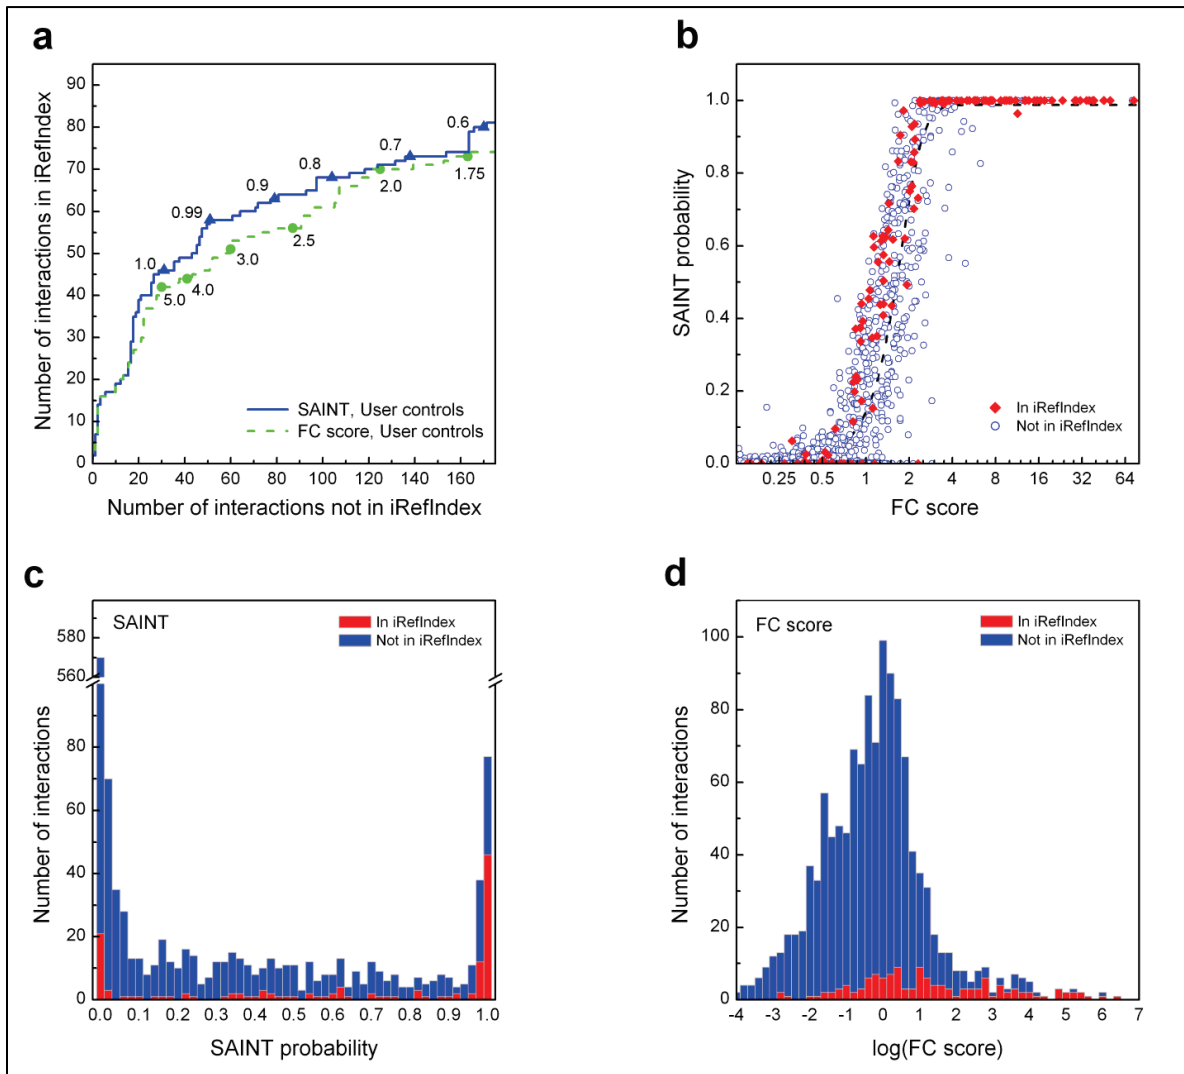 a
Number of interactions in iRefIndex
90
80
70
60
50
40
30
20
10
0
0 20 40 60 80 100 120 140 160
Number of interactions not in iRefIndex
1.0
0.99
0.9
0.8
0.7
0.6
5.0
4.0
3.0
2.5
2.0
1.75
SAINT, User controls
FC score, User controls
b
SAINT probability
1.0
0.8
0.6
0.4
0.2
0.0
0.25 0.5 1 2 4 8 16 32 64
FC score
In iRefIndex
Not in iRefIndex
c
SAINT
In iRefIndex
Not in iRefIndex
Number of interactions
580
560
80
60
40
20
0
0.0 0.1 0.2 0.3 0.4 0.5 0.6 0.7 0.8 0.9 1.0
SAINT probability
d
FC score
In iRefIndex
Not in iRefIndex
Number of interactions
100
80
60
40
20
0
-4 -3 -2 -1 0 1 2 3 4 5 6 7
log(FC score)